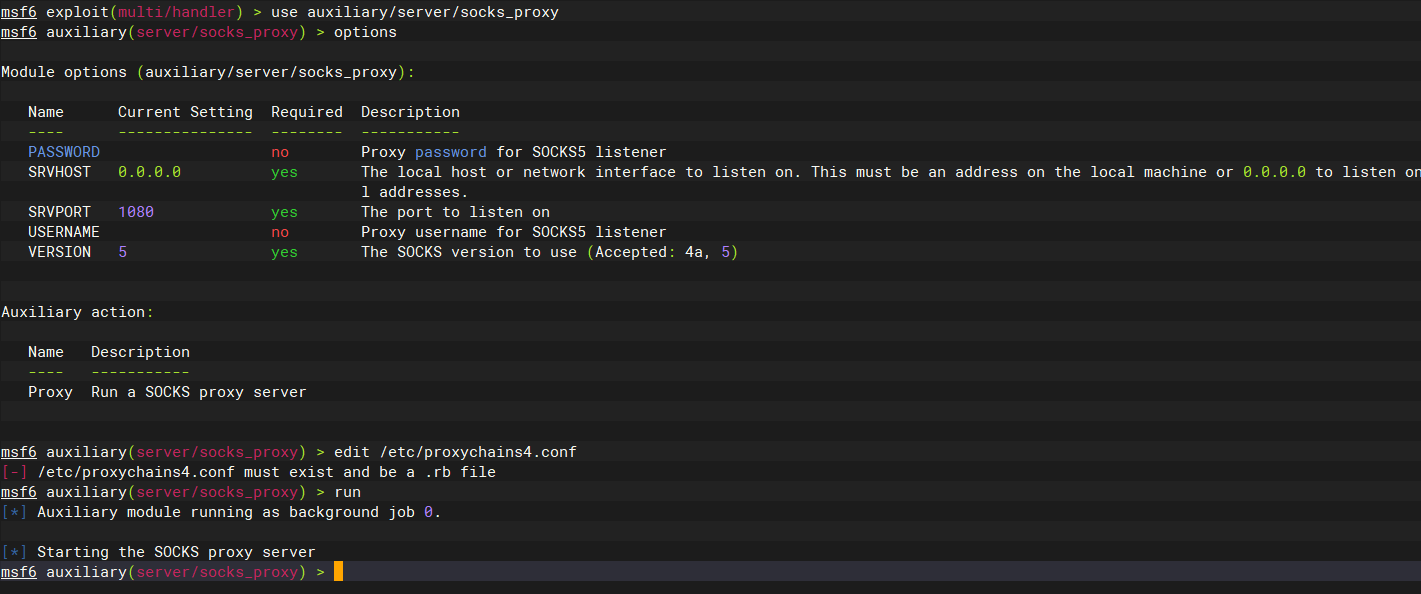 msf6 exploit(multi/handler) > use auxiliary/server/socks_proxy
msf6 auxiliary(server/socks_proxy) > options
Module options (auxiliary/server/socks_proxy):
Name Current Setting Required Description
---- --------------- -------- -----------
PASSWORD no Proxy password for SOCKS5 listener
SRVHOST 0.0.0.0 yes The local host or network interface to listen on. This must be an address on the local machine or 0.0.0.0 to listen on
l addresses.
SRVPORT 1080 yes The port to listen on
USERNAME no Proxy username for SOCKS5 listener
VERSION 5 yes The SOCKS version to use (Accepted: 4a, 5)
Auxiliary action:
Name Description
---- -----------
Proxy Run a SOCKS proxy server
msf6 auxiliary(server/socks_proxy) > edit /etc/proxychains4.conf
[-] /etc/proxychains4.conf must exist and be a .rb file
msf6 auxiliary(server/socks_proxy) > run
[*] Auxiliary module running as background job 0.
[*] Starting the SOCKS proxy server
msf6 auxiliary(server/socks_proxy) >